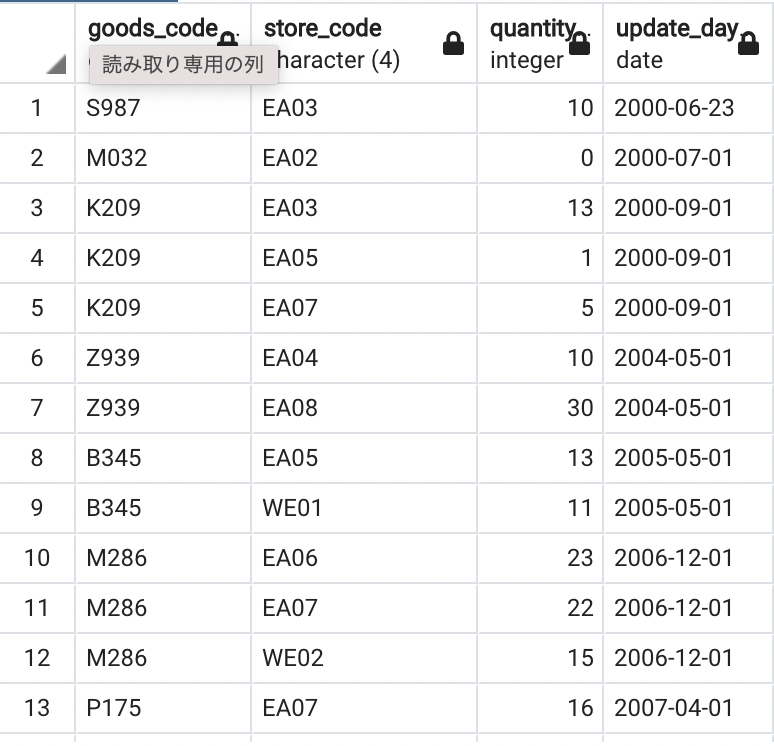 goods_code store_code quantity update_day
読み取り専用の列 character (4) integer date
1 S987 EA03 10 2000-06-23
2 M032 EA02 0 2000-07-01
3 K209 EA03 13 2000-09-01
4 K209 EA05 1 2000-09-01
5 K209 EA07 5 2000-09-01
6 Z939 EA04 10 2004-05-01
7 Z939 EA08 30 2004-05-01
8 B345 EA05 13 2005-05-01
9 B345 WE01 11 2005-05-01
10 M286 EA06 23 2006-12-01
11 M286 EA07 22 2006-12-01
12 M286 WE02 15 2006-12-01
13 P175 EA07 16 2007-04-01